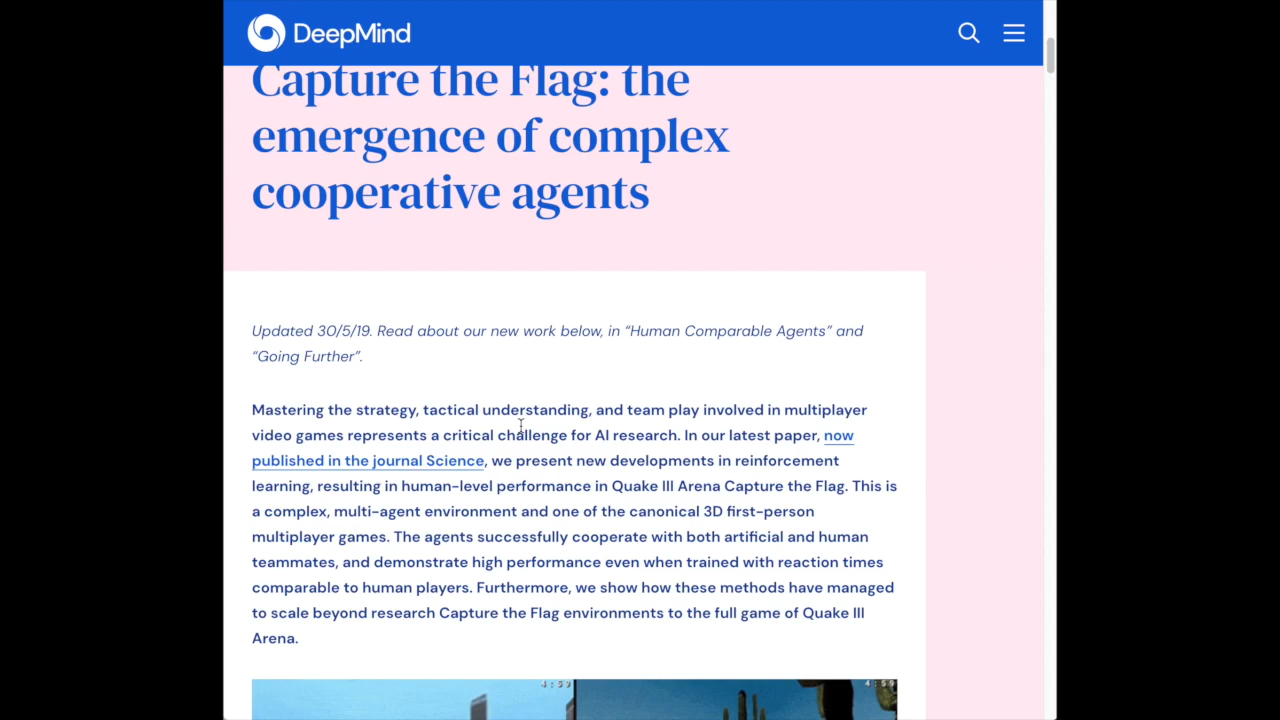 DeepMind
Capture the Flag: the
emergence of complex
cooperative agents
Updated 30/5/19. Read about our new work below, in “Human Comparable Agents” and
“Going Further”.
Mastering the strategy, tactical understanding, and team play involved in multiplayer
video games represents a critical challenge for AI research. In our latest paper, now
published in the journal Science, we present new developments in reinforcement
learning, resulting in human-level performance in Quake III Arena Capture the Flag. This is
a complex, multi-agent environment and one of the canonical 3D first-person
multiplayer games. The agents successfully cooperate with both artificial and human
teammates, and demonstrate high performance even when trained with reaction times
comparable to human players. Furthermore, we show how these methods have managed
to scale beyond research Capture the Flag environments to the full game of Quake III
Arena.
4:59 4:59